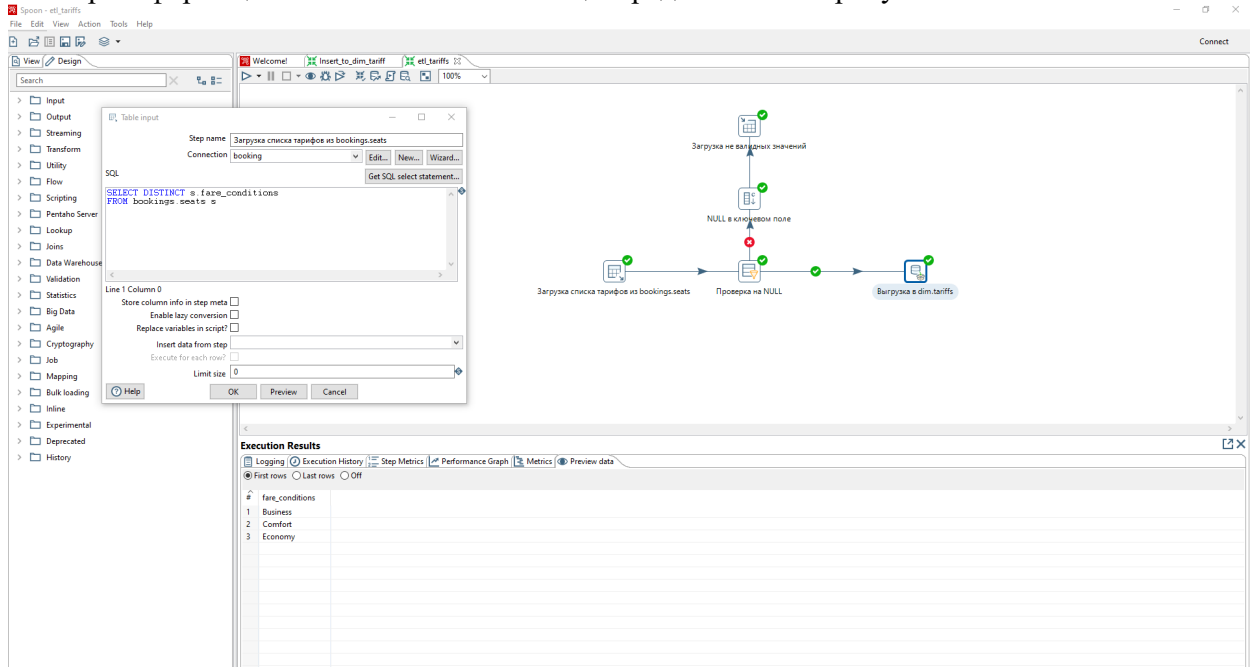 Spoon - etl_tariffs
File Edit View Action Tools Help
Connect
View Design
Welcome! Insert_to_dim_tariff etl_tariffs
Search
100%
Input
Output
Streaming
Transform
Utility
Flow
Scripting
Pentaho Server
Lookup
Joins
Data Warehouse
Validation
Statistics
Big Data
Agile
Cryptography
Job
Mapping
Bulk loading
Inline
Experimental
Deprecated
History
Table input
Step name Загрузка списка тарифов из bookings.seats
Connection booking Edit... New... Wizard...
SQL Get SQL select statement...
SELECT DISTINCT s.fare_conditions
FROM bookings.seats s
Line 1 Column 0
Store column info in step meta
Enable lazy conversion
Replace variables in script?
Insert data from step
Execute for each row?
Limit size 0
Help OK Preview Cancel
Загрузка не валидных значений
NULL в ключевом поле
Загрузка списка тарифов из bookings.seats Проверка на NULL Выгрузка в dim.tariffs
Execution Results
Logging Execution History Step Metrics Performance Graph Metrics Preview data
First rows Last rows Off
# fare_conditions
1 Business
2 Comfort
3 Economy